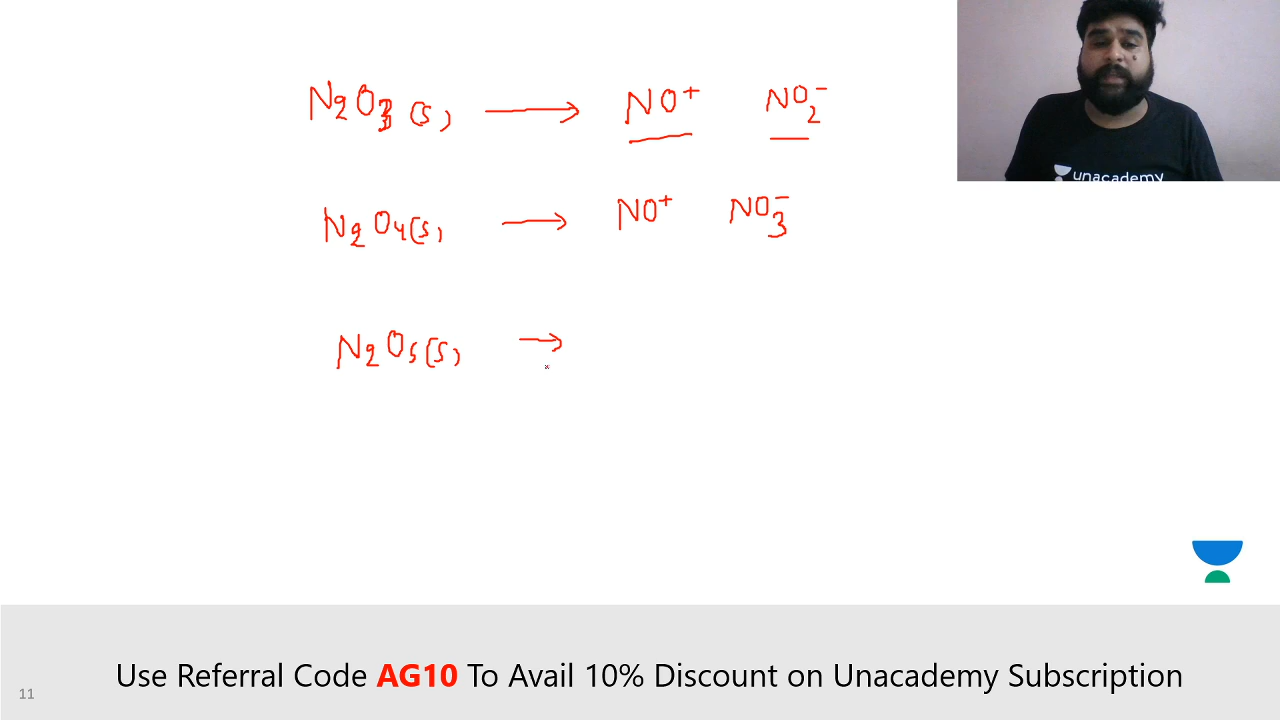 N₂O₃(s) → NO⁺ NO₂⁻
unacademy
N₂O₄(s) → NO⁺ NO₃⁻
N₂O₅(s) →
Use Referral Code AG10 To Avail 10% Discount on Unacademy Subscription
11